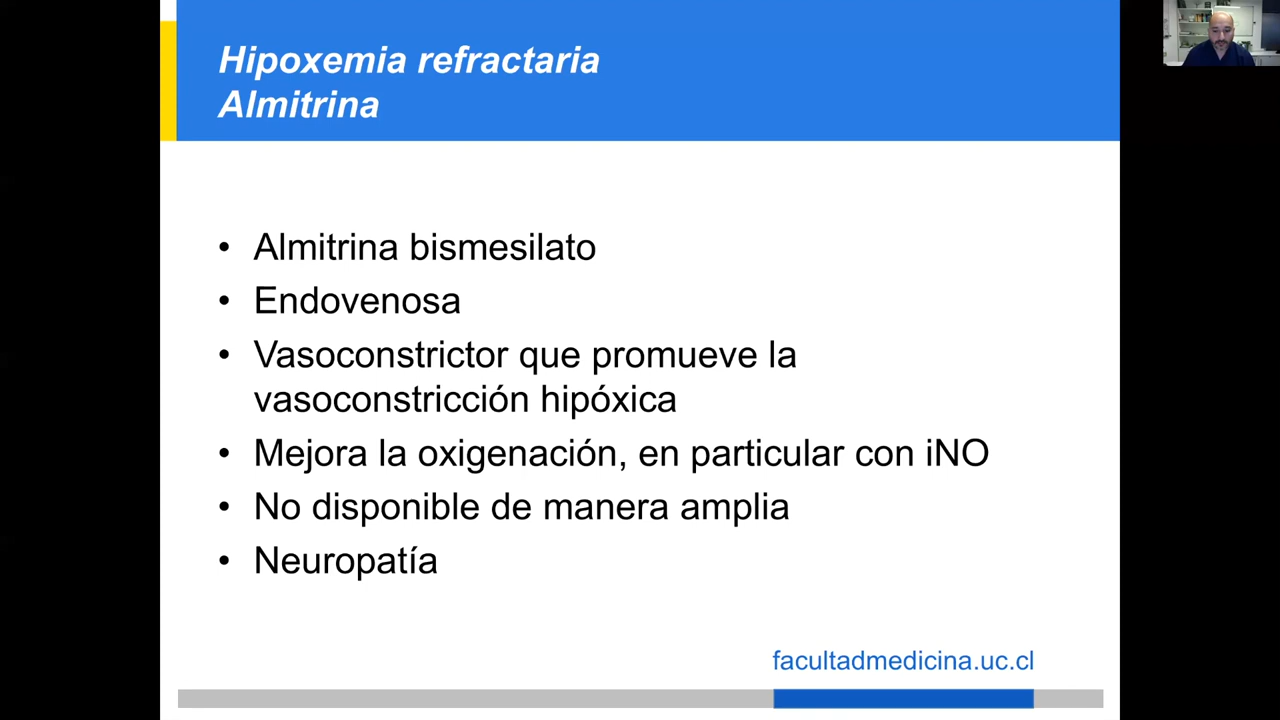 Hipoxemia refractaria
Almitrina
• Almitrina bismesilato
• Endovenosa
• Vasoconstrictor que promueve la
vasoconstricción hipóxica
• Mejora la oxigenación, en particular con iNO
• No disponible de manera amplia
• Neuropatía
facultadmedicina.uc.cl